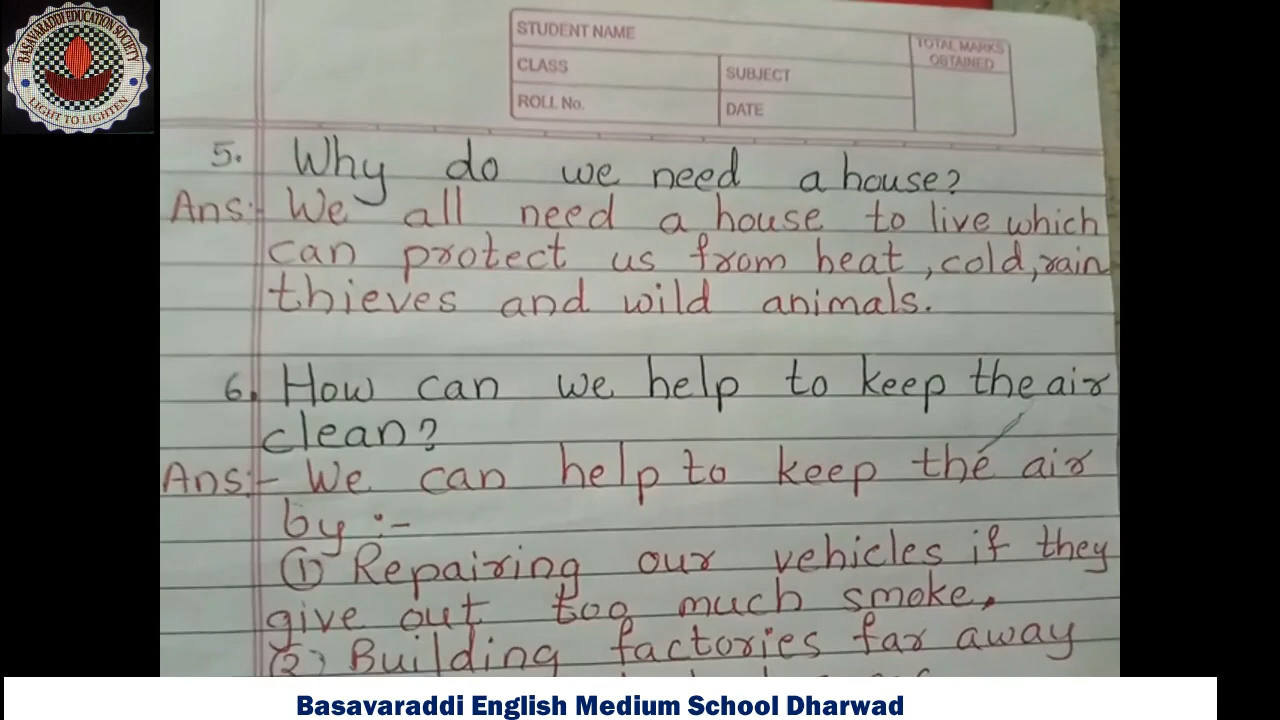 BASAVARADDI EDUCATION SOCIETY
LIGHT TO LIGHTEN
STUDENT NAME
TOTAL MARKS
OBTAINED
CLASS
SUBJECT
ROLL No.
DATE
5. Why do we need a house?
Ans:- We all need a house to live which
can protect us from heat, cold, rain
thieves and wild animals.
6. How can we help to keep the air
clean?
Ans:- We can help to keep the air
by :-
(1) Repairing our vehicles if they
give out too much smoke.
(2) Building factories far away
Basavaraddi English Medium School Dharwad